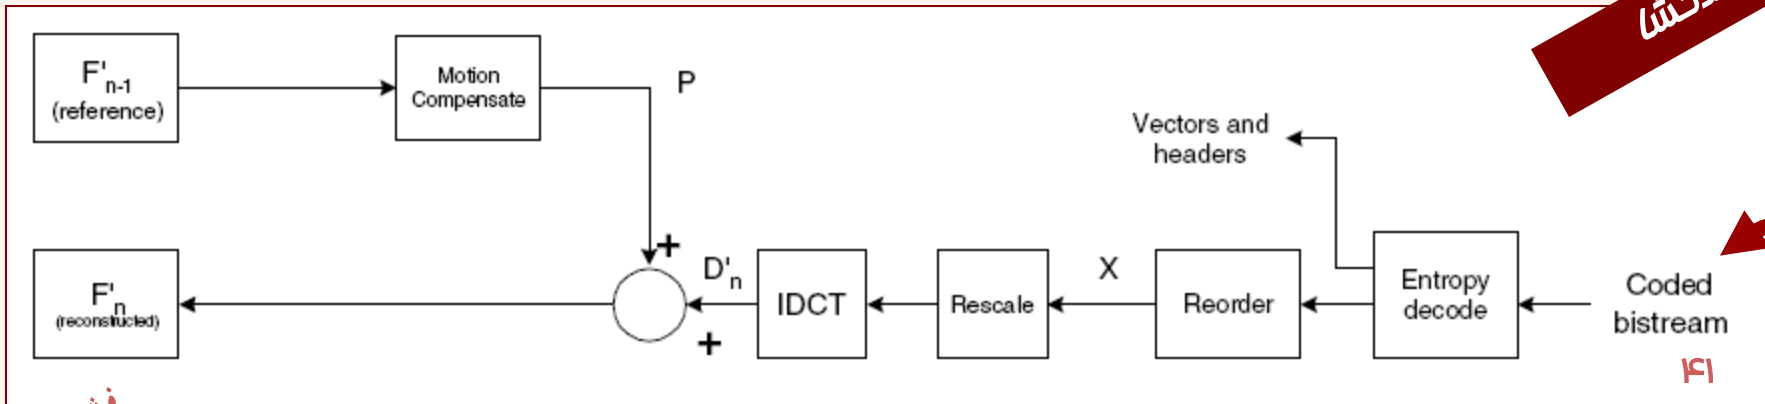 F'n-1
(reference)
Motion
Compensate
P
Vectors and
headers
F'n
(reconstructed)
+
+
D'n
IDCT
Rescale
X
Reorder
Entropy
decode
Coded
bistream
۴۱